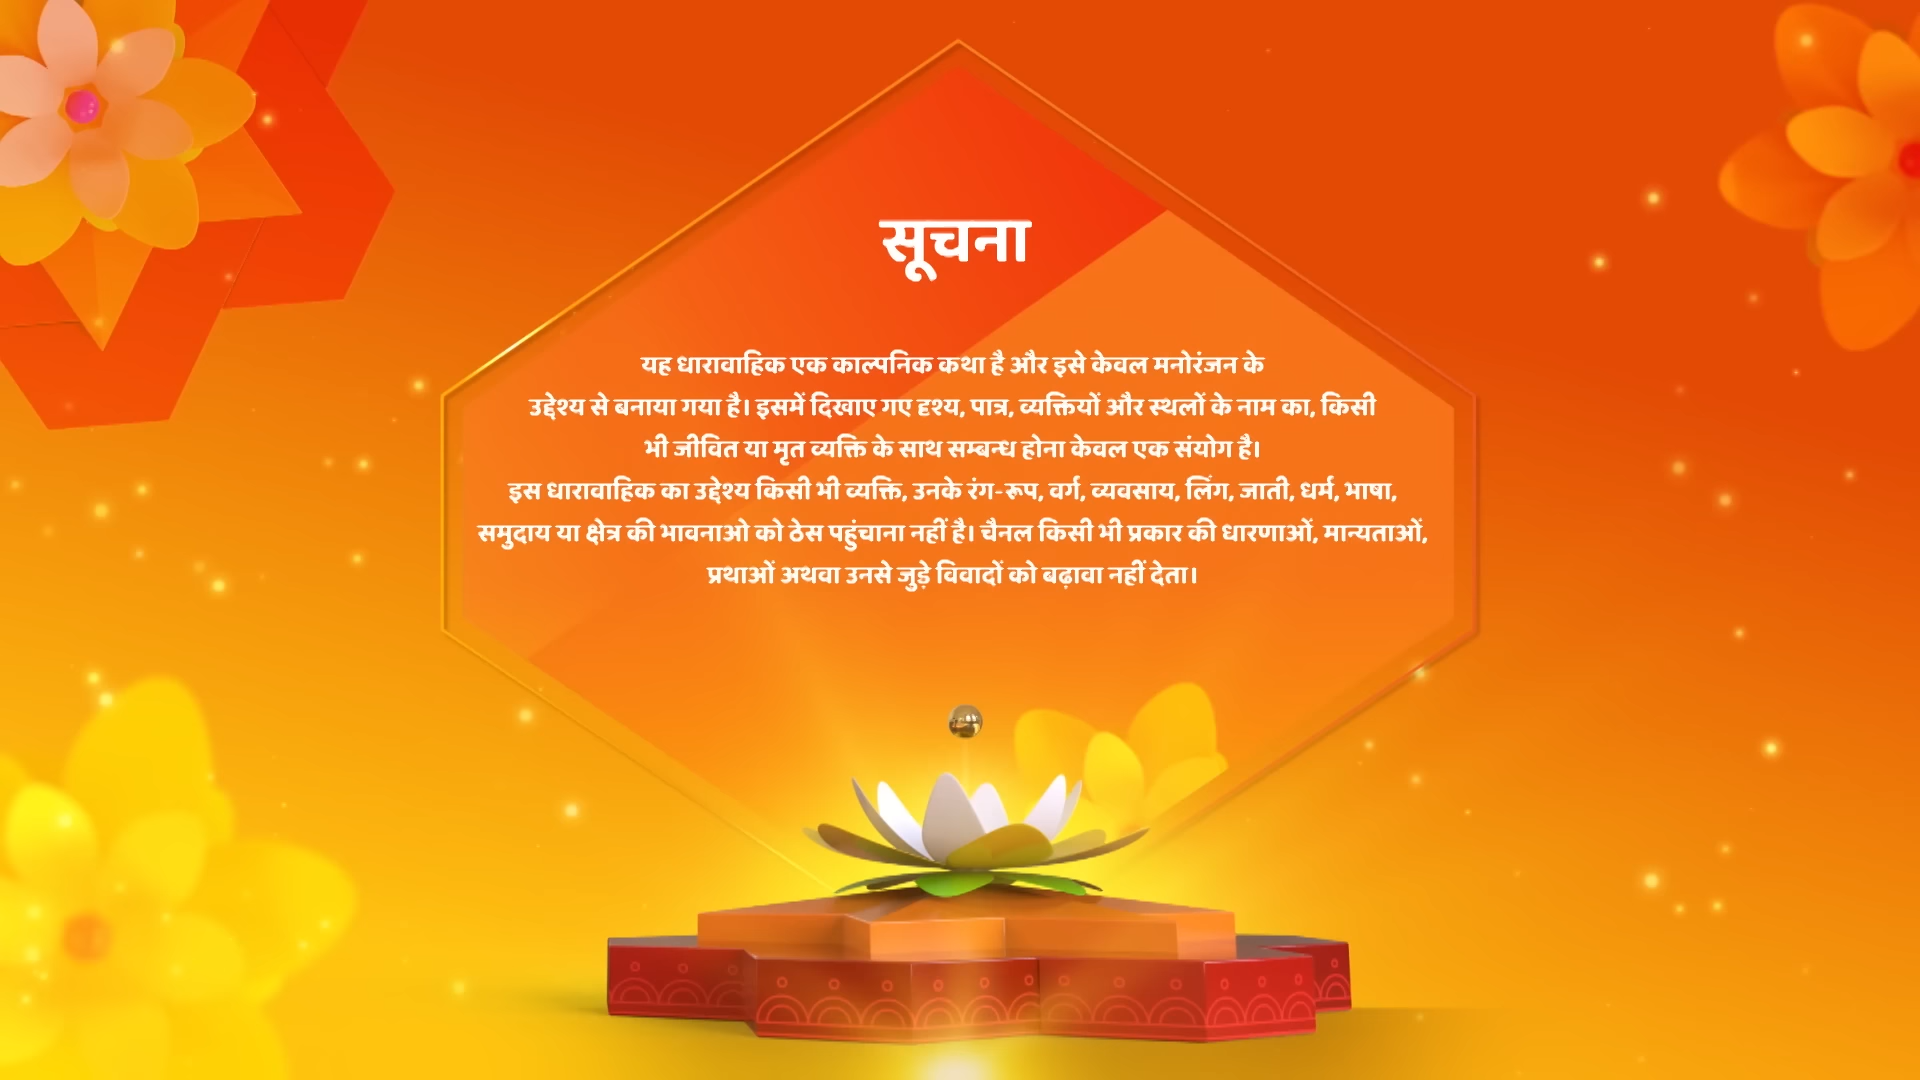 सूचना
यह धारावाहिक एक काल्पनिक कथा है और इसे केवल मनोरंजन के
उद्देश्य से बनाया गया है। इसमें दिखाए गए दृश्य, पात्र, व्यक्तियों और स्थलों के नाम का, किसी
भी जीवित या मृत व्यक्ति के साथ सम्बन्ध होना केवल एक संयोग है।
इस धारावाहिक का उद्देश्य किसी भी व्यक्ति, उनके रंग-रूप, वर्ग, व्यवसाय, लिंग, जाती, धर्म, भाषा,
समुदाय या क्षेत्र की भावनाओ को ठेस पहुंचाना नहीं है। चैनल किसी भी प्रकार की धारणाओं, मान्यताओं,
प्रथाओं अथवा उनसे जुड़े विवादों को बढ़ावा नहीं देता।